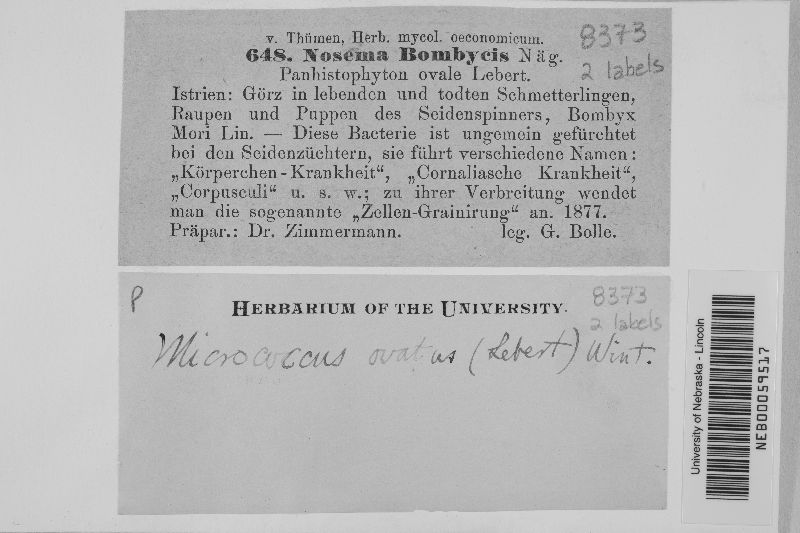 v. Thümen, Herb. mycol. oeconomicum.
8373
648. Nosema Bombycis Näg.
2 labels
Panhistophyton ovale Lebert.
Istrien: Görz in lebenden und todten Schmetterlingen,
Raupen und Puppen des Seidenspinners, Bombyx
Mori Lin. — Diese Bacterie ist ungemein gefürchtet
bei den Seidenzüchtern, sie führt verschiedene Namen:
„Körperchen-Krankheit“, „Cornaliasche Krankheit“,
„Corpusculi“ u. s. w.; zu ihrer Verbreitung wendet
man die sogenannte „Zellen-Grainirung“ an. 1877.
Präpar.: Dr. Zimmermann. leg. G. Bolle.
P
HERBARIUM OF THE UNIVERSITY.
8373
2 labels
Micrococcus ovatus (Lebert) Wint.
University of Nebraska - Lincoln
NEB00059517